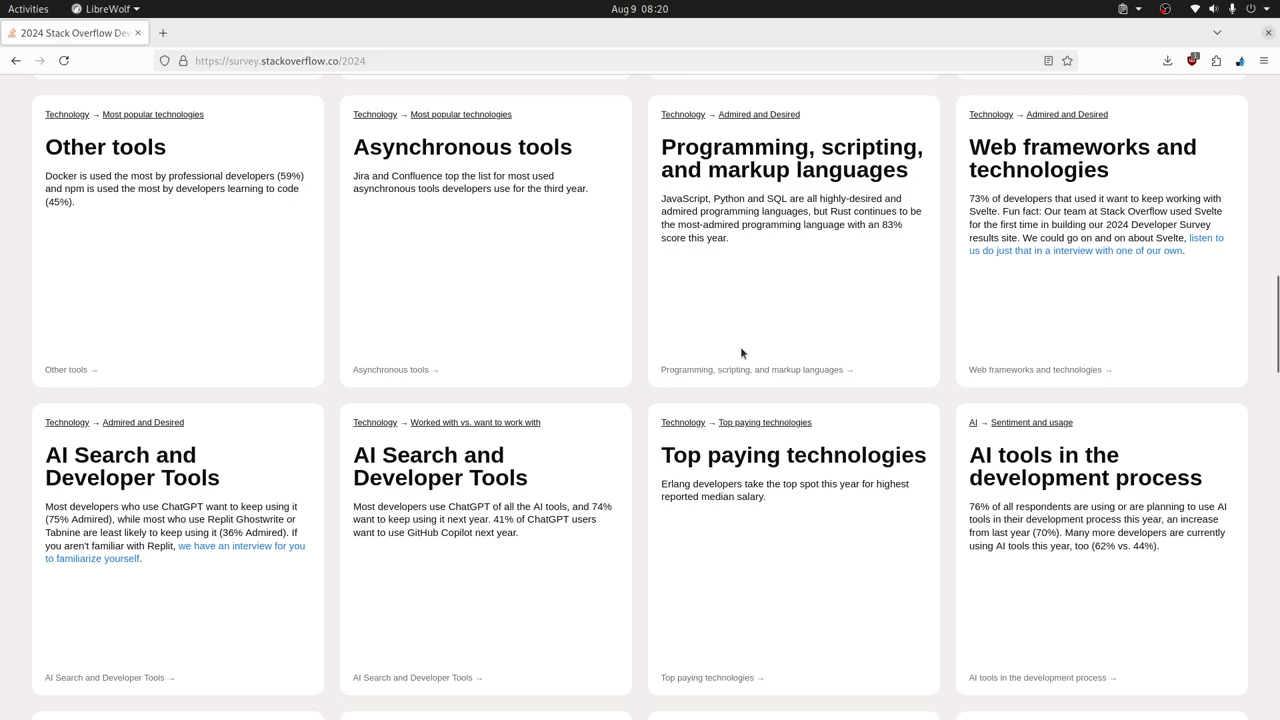 Activities
LibreWolf
Aug 9 08:20
2024 Stack Overflow Dev
https://survey.stackoverflow.co/2024
1
Technology → Most popular technologies
Other tools
Docker is used the most by professional developers (59%)
and npm is used the most by developers learning to code
(45%).
Other tools →
Technology → Most popular technologies
Asynchronous tools
Jira and Confluence top the list for most used
asynchronous tools developers use for the third year.
Asynchronous tools →
Technology → Admired and Desired
Programming, scripting,
and markup languages
JavaScript, Python and SQL are all highly-desired and
admired programming languages, but Rust continues to be
the most-admired programming language with an 83%
score this year.
Programming, scripting, and markup languages →
Technology → Admired and Desired
Web frameworks and
technologies
73% of developers that used it want to keep working with
Svelte. Fun fact: Our team at Stack Overflow used Svelte
for the first time in building our 2024 Developer Survey
results site. We could go on and on about Svelte, listen to
us do just that in a interview with one of our own.
Web frameworks and technologies →
Technology → Admired and Desired
AI Search and
Developer Tools
Most developers who use ChatGPT want to keep using it
(75% Admired), while most who use Replit Ghostwrite or
Tabnine are least likely to keep using it (36% Admired). If
you aren't familiar with Replit, we have an interview for you
to familiarize yourself.
AI Search and Developer Tools →
Technology → Worked with vs. want to work with
AI Search and
Developer Tools
Most developers use ChatGPT of all the AI tools, and 74%
want to keep using it next year. 41% of ChatGPT users
want to use GitHub Copilot next year.
AI Search and Developer Tools →
Technology → Top paying technologies
Top paying technologies
Erlang developers take the top spot this year for highest
reported median salary.
Top paying technologies →
AI → Sentiment and usage
AI tools in the
development process
76% of all respondents are using or are planning to use AI
tools in their development process this year, an increase
from last year (70%). Many more developers are currently
using AI tools this year, too (62% vs. 44%).
AI tools in the development process →